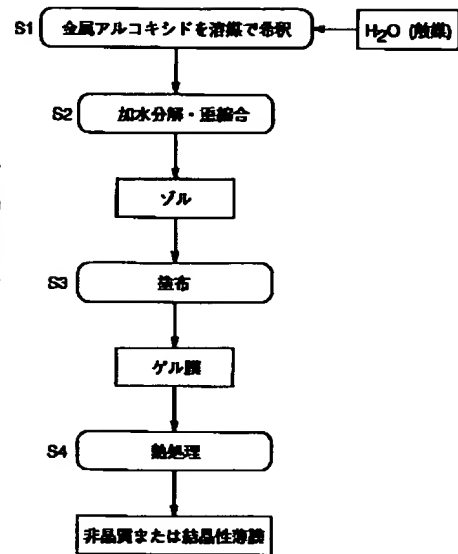 S1 金属アルコキシドを溶媒で希釈
H₂O (触媒)
S2 加水分解・重縮合
ゾル
S3 塗布
ゲル膜
S4 熱処理
非晶質または結晶性薄膜